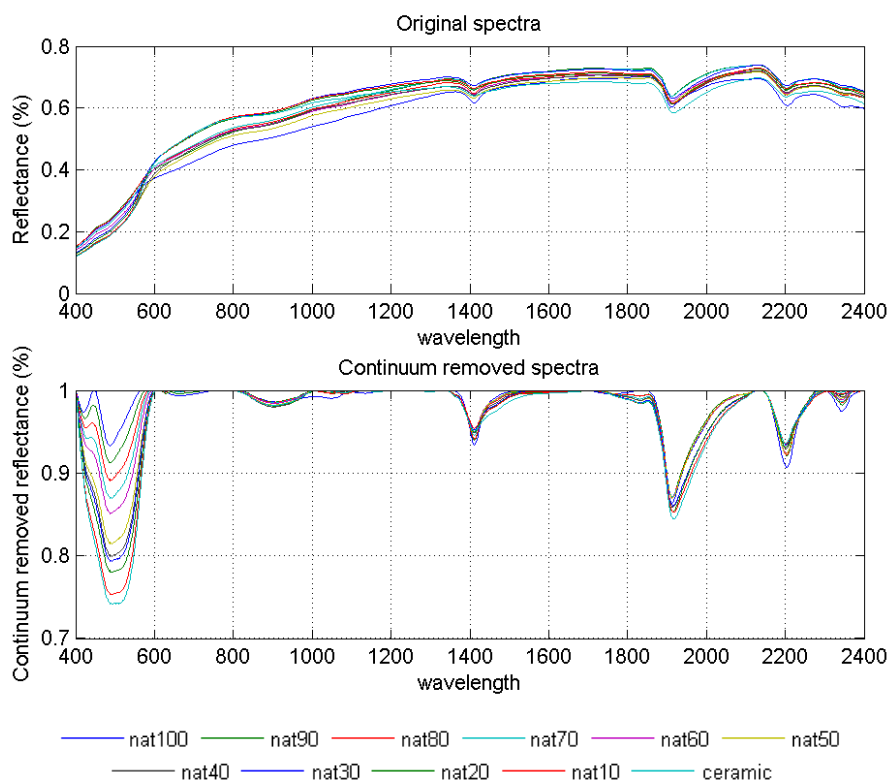 Original spectra
0.8
0.6
0.4
0.2
0
Reflectance (%)
400 600 800 1000 1200 1400 1600 1800 2000 2200 2400
wavelength
Continuum removed spectra
1
0.9
0.8
0.7
Continuum removed reflectance (%)
400 600 800 1000 1200 1400 1600 1800 2000 2200 2400
wavelength
nat100 nat90 nat80 nat70 nat60 nat50
nat40 nat30 nat20 nat10 ceramic